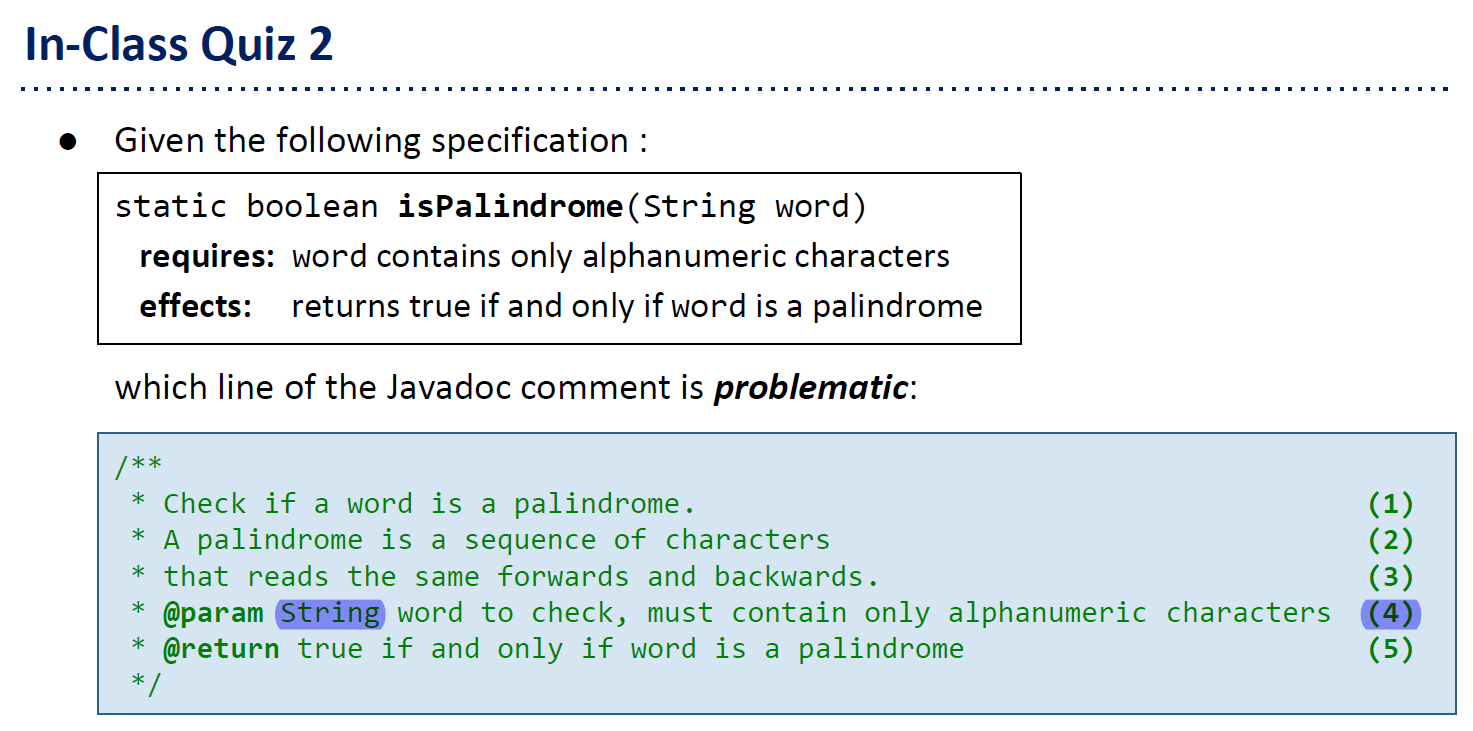 In-Class Quiz 2
● Given the following specification :
static boolean isPalindrome(String word)
requires: word contains only alphanumeric characters
effects: returns true if and only if word is a palindrome
which line of the Javadoc comment is problematic:
/**
* Check if a word is a palindrome. (1)
* A palindrome is a sequence of characters (2)
* that reads the same forwards and backwards. (3)
* @param String word to check, must contain only alphanumeric characters (4)
* @return true if and only if word is a palindrome (5)
*/